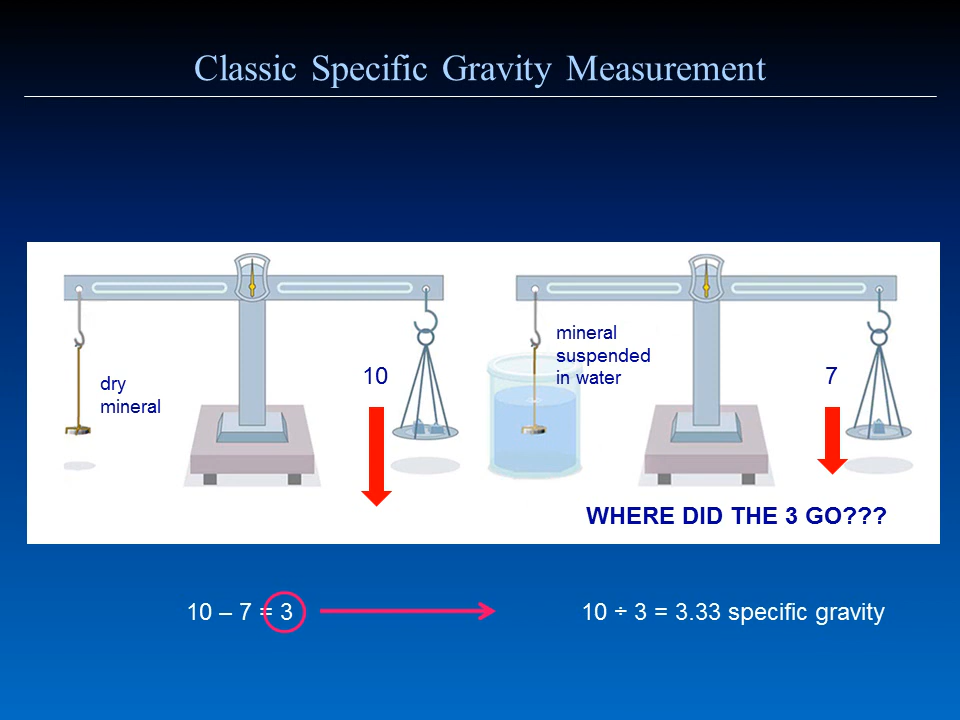 Classic Specific Gravity Measurement
dry
mineral
10
mineral
suspended
in water
7
WHERE DID THE 3 GO???
10 – 7 = 3
10 ÷ 3 = 3.33 specific gravity